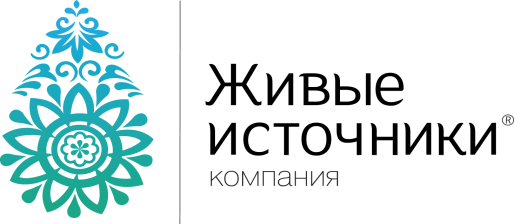 Живые
источники®
компания